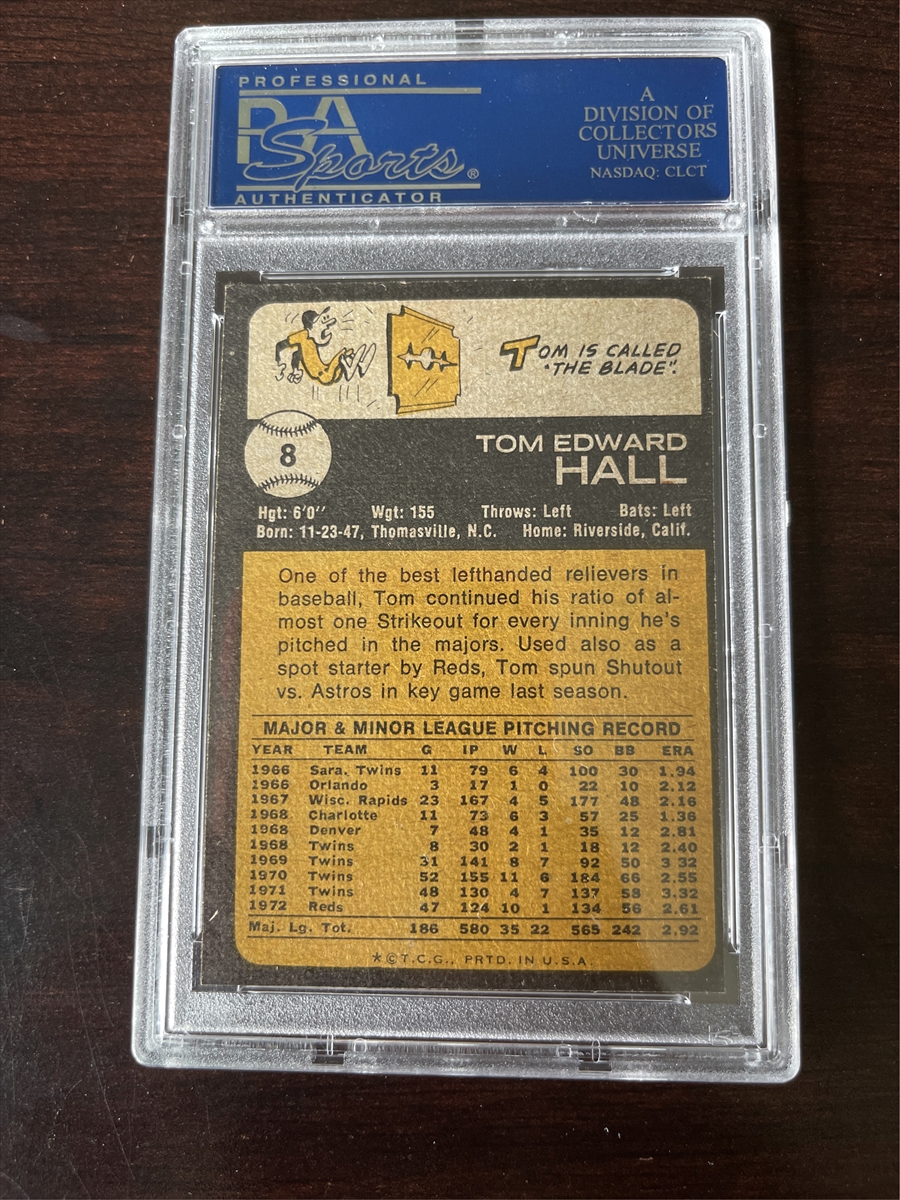 PROFESSIONAL
PSA
Sports®
AUTHENTICATOR
A
DIVISION OF
COLLECTORS
UNIVERSE
NASDAQ: CLCT
TOM IS CALLED
"THE BLADE".
8
TOM EDWARD
HALL
Hgt: 6'0" Wgt: 155 Throws: Left Bats: Left
Born: 11-23-47, Thomasville, N.C. Home: Riverside, Calif.
One of the best lefthanded relievers in
baseball, Tom continued his ratio of al-
most one Strikeout for every inning he's
pitched in the majors. Used also as a
spot starter by Reds, Tom spun Shutout
vs. Astros in key game last season.
MAJOR & MINOR LEAGUE PITCHING RECORD
YEAR TEAM G IP W L SO BB ERA
1966 Sara. Twins 11 79 6 4 100 30 1.94
1966 Orlando 3 17 1 0 22 10 2.12
1967 Wisc. Rapids 23 167 4 5 177 48 2.16
1968 Charlotte 11 73 6 3 57 25 1.36
1968 Denver 7 48 4 1 35 12 2.81
1968 Twins 8 30 2 1 18 12 2.40
1969 Twins 31 141 8 7 92 50 3.32
1970 Twins 52 155 11 6 184 66 2.55
1971 Twins 48 130 4 7 137 58 3.32
1972 Reds 47 124 10 1 134 56 2.61
Maj. Lg. Tot. 186 580 35 22 565 242 2.92
*©T.C.G., PRTD. IN U.S.A.